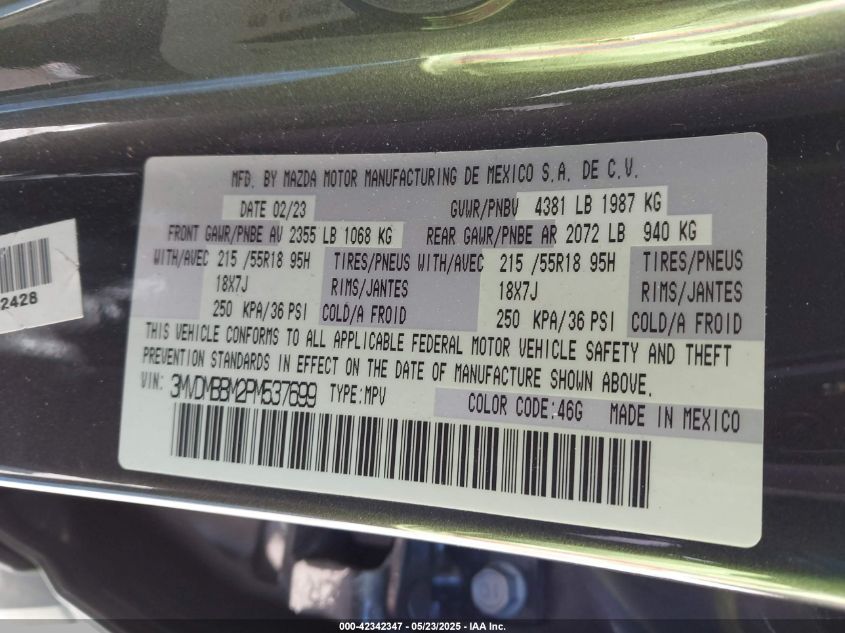 MFD. BY MAZDA MOTOR MANUFACTURING DE MEXICO S.A. DE C.V.
DATE 02/23 GVWR/PNBV 4381 LB 1987 KG
FRONT GAWR/PNBE AV 2355 LB 1068 KG REAR GAWR/PNBE AR 2072 LB 940 KG
WITH/AVEC 215 /55R18 95H TIRES/PNEUS WITH/AVEC 215 /55R18 95H TIRES/PNEUS
18X7J RIMS/JANTES 18X7J RIMS/JANTES
250 KPA/36 PSI COLD/A FROID 250 KPA/36 PSI COLD/A FROID
THIS VEHICLE CONFORMS TO ALL APPLICABLE FEDERAL MOTOR VEHICLE SAFETY AND THEFT
PREVENTION STANDARDS IN EFFECT ON THE DATE OF MANUFACTURE SHOWN ABOVE.
VIN: 3MVDMBBM2PM537699 TYPE:MPV COLOR CODE:46G MADE IN MEXICO
2428
000-42342347 — 05/23/2025 - IAA Inc.